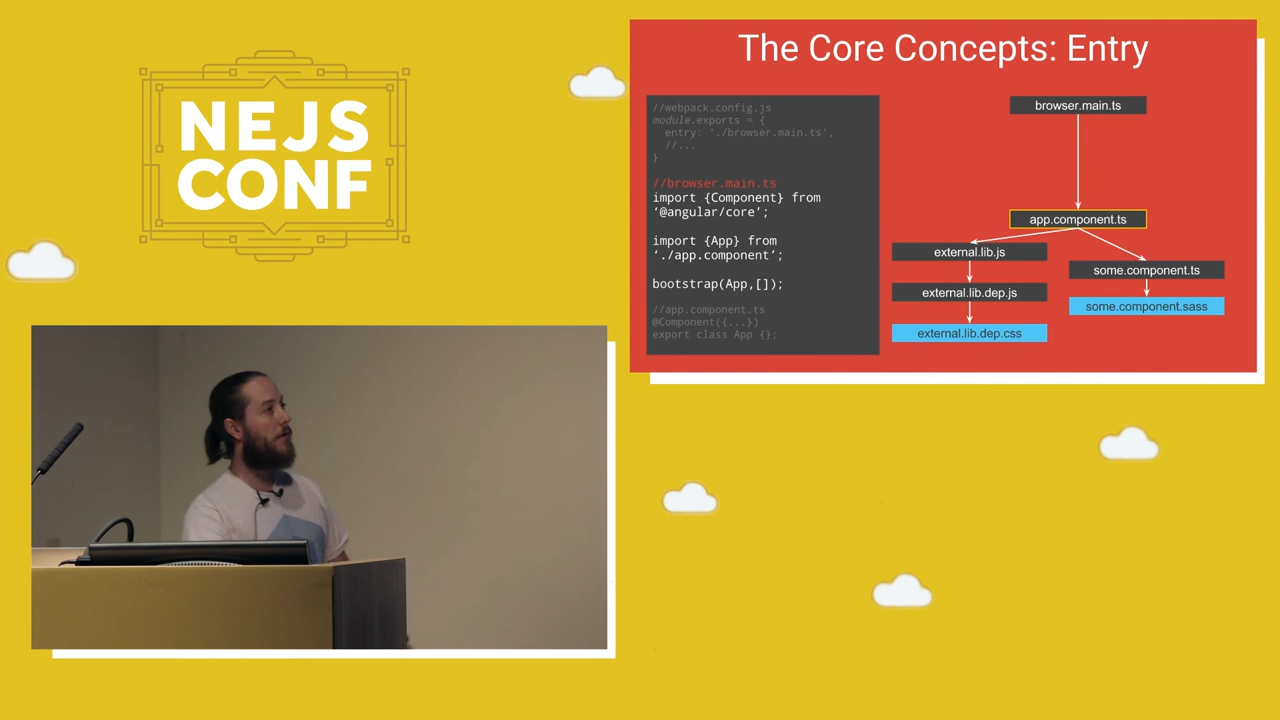 NEJS
CONF
The Core Concepts: Entry
//webpack.config.js
module.exports = {
entry: ‘./browser.main.ts’,
//...
}
//browser.main.ts
import {Component} from
‘@angular/core’;
import {App} from
‘./app.component’;
bootstrap(App,[]);
//app.component.ts
@Component({...})
export class App {};
browser.main.ts
app.component.ts
external.lib.js
some.component.ts
external.lib.dep.js
some.component.sass
external.lib.dep.css